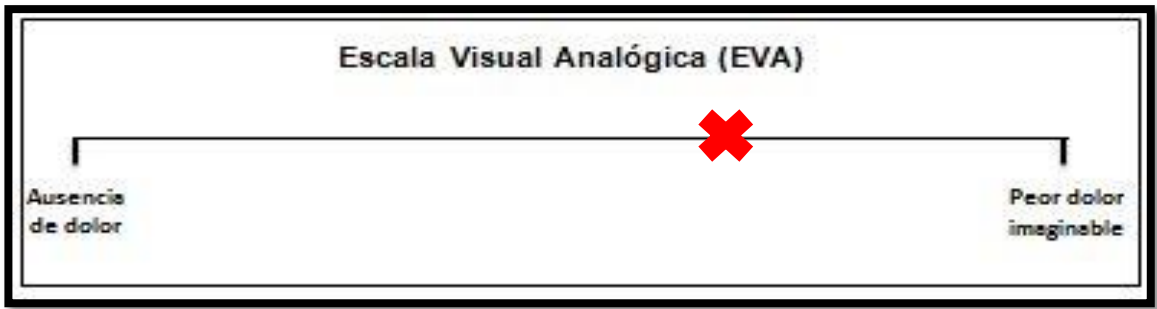 Escala Visual Analógica (EVA)
Ausencia
de dolor
Peor dolor
imaginable